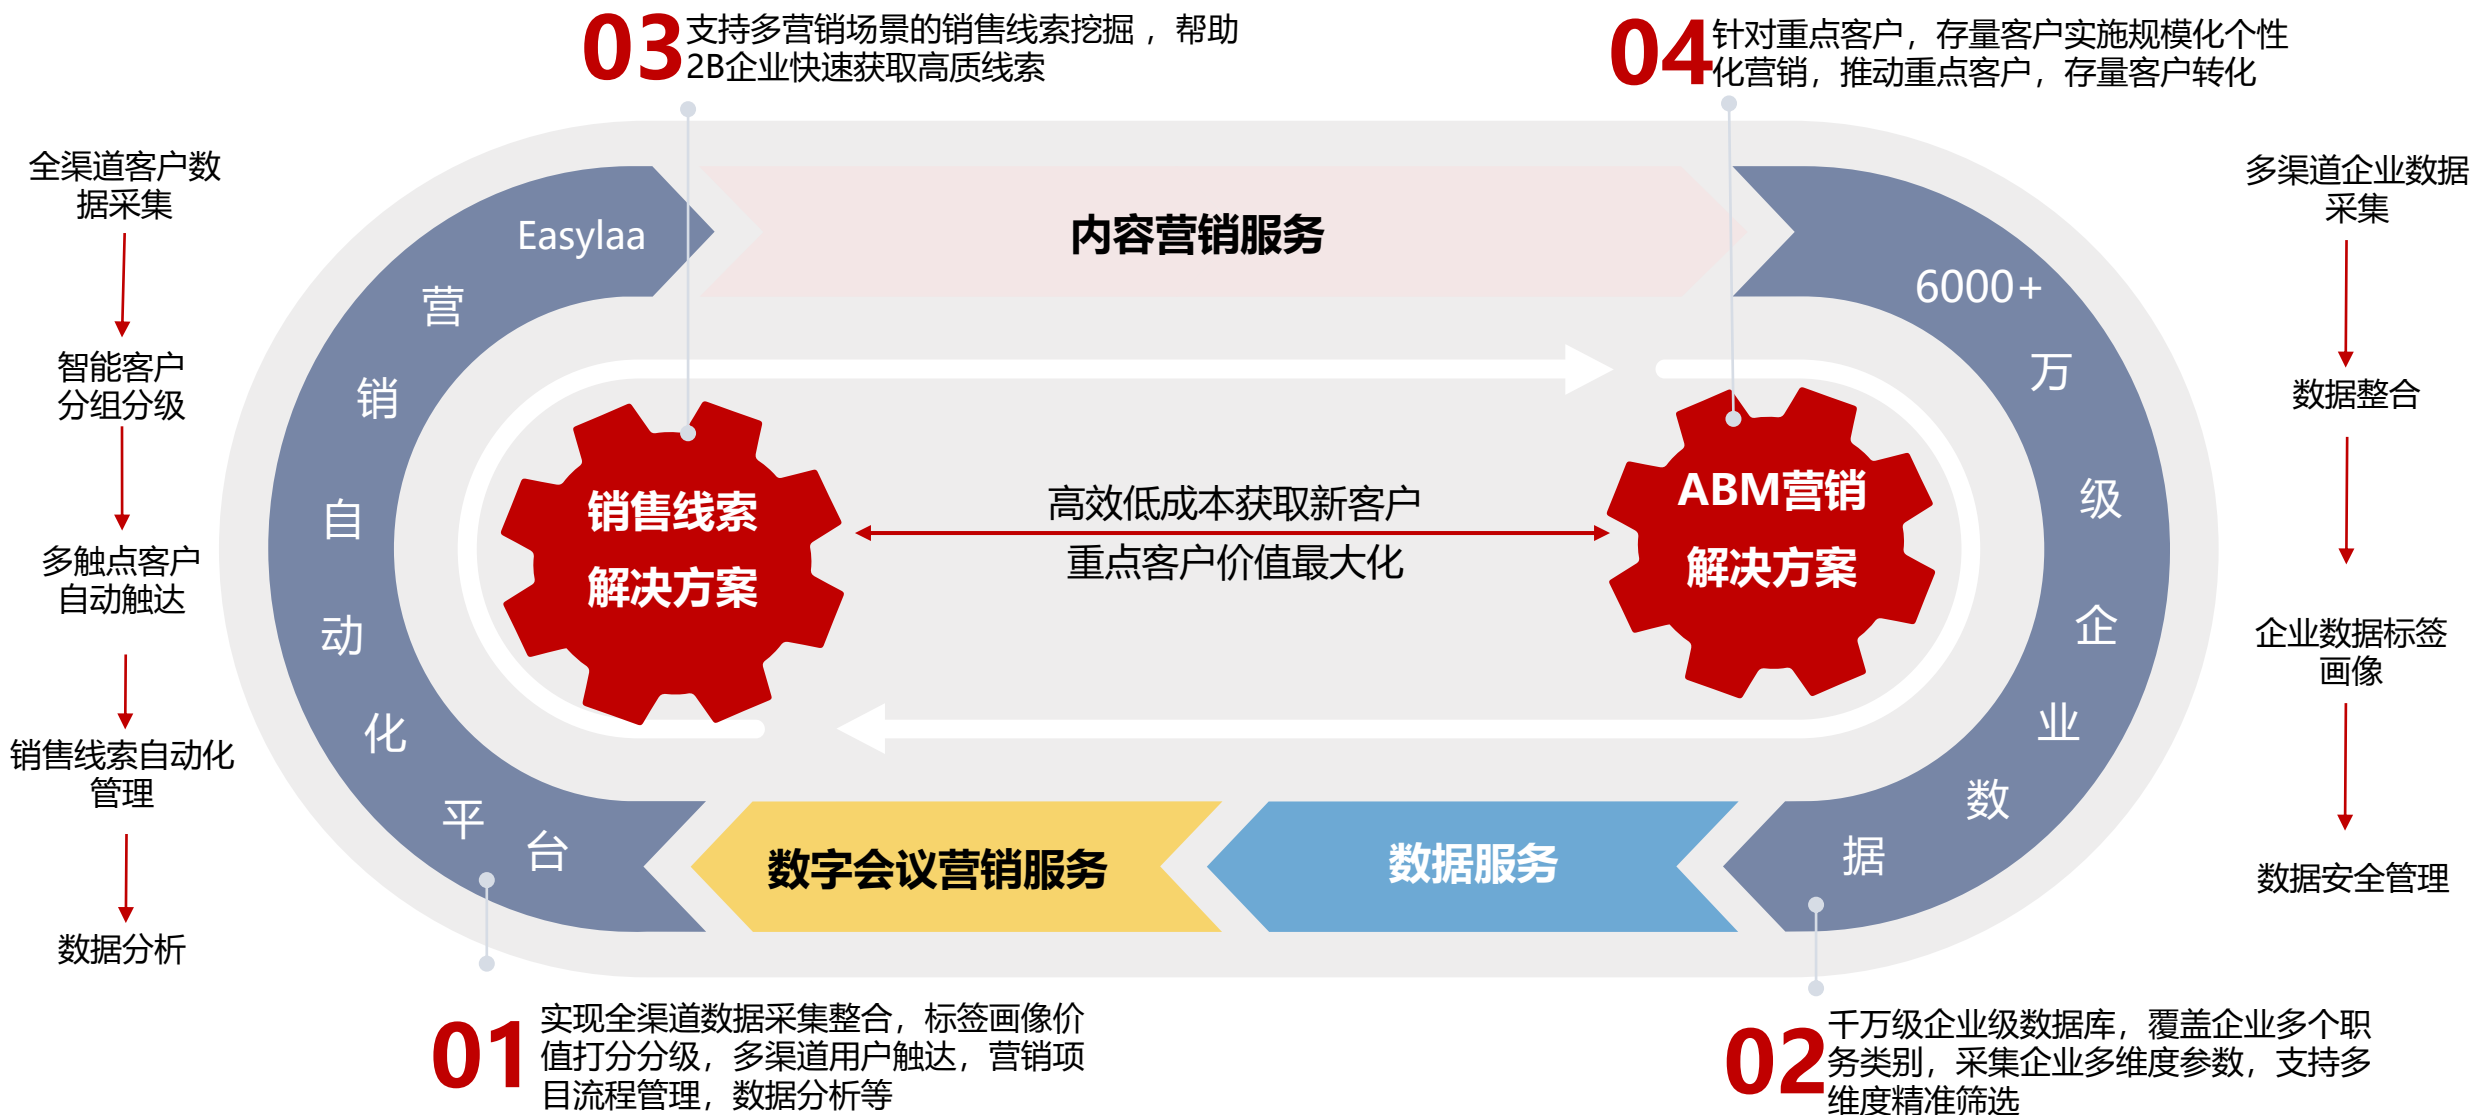 03
支持多营销场景的销售线索挖掘，帮助
2B企业快速获取高质线索
04
针对重点客户，存量客户实施规模化个性
化营销，推动重点客户，存量客户转化
全渠道客户数
据采集
智能客户
分组分级
多触点客户
自动触达
销售线索自动化
管理
数据分析
Easylaa
营
销
自
动
化
平
台
内容营销服务
6000+
万
级
企
业
数
据
销售线索
解决方案
高效低成本获取新客户
重点客户价值最大化
ABM营销
解决方案
数字会议营销服务
数据服务
多渠道企业数据
采集
数据整合
企业数据标签
画像
数据安全管理
01
实现全渠道数据采集整合，标签画像价
值打分分级，多渠道用户触达，营销项
目流程管理，数据分析等
02
千万级企业级数据库，覆盖企业多个职
务类别，采集企业多维度参数，支持多
维度精准筛选